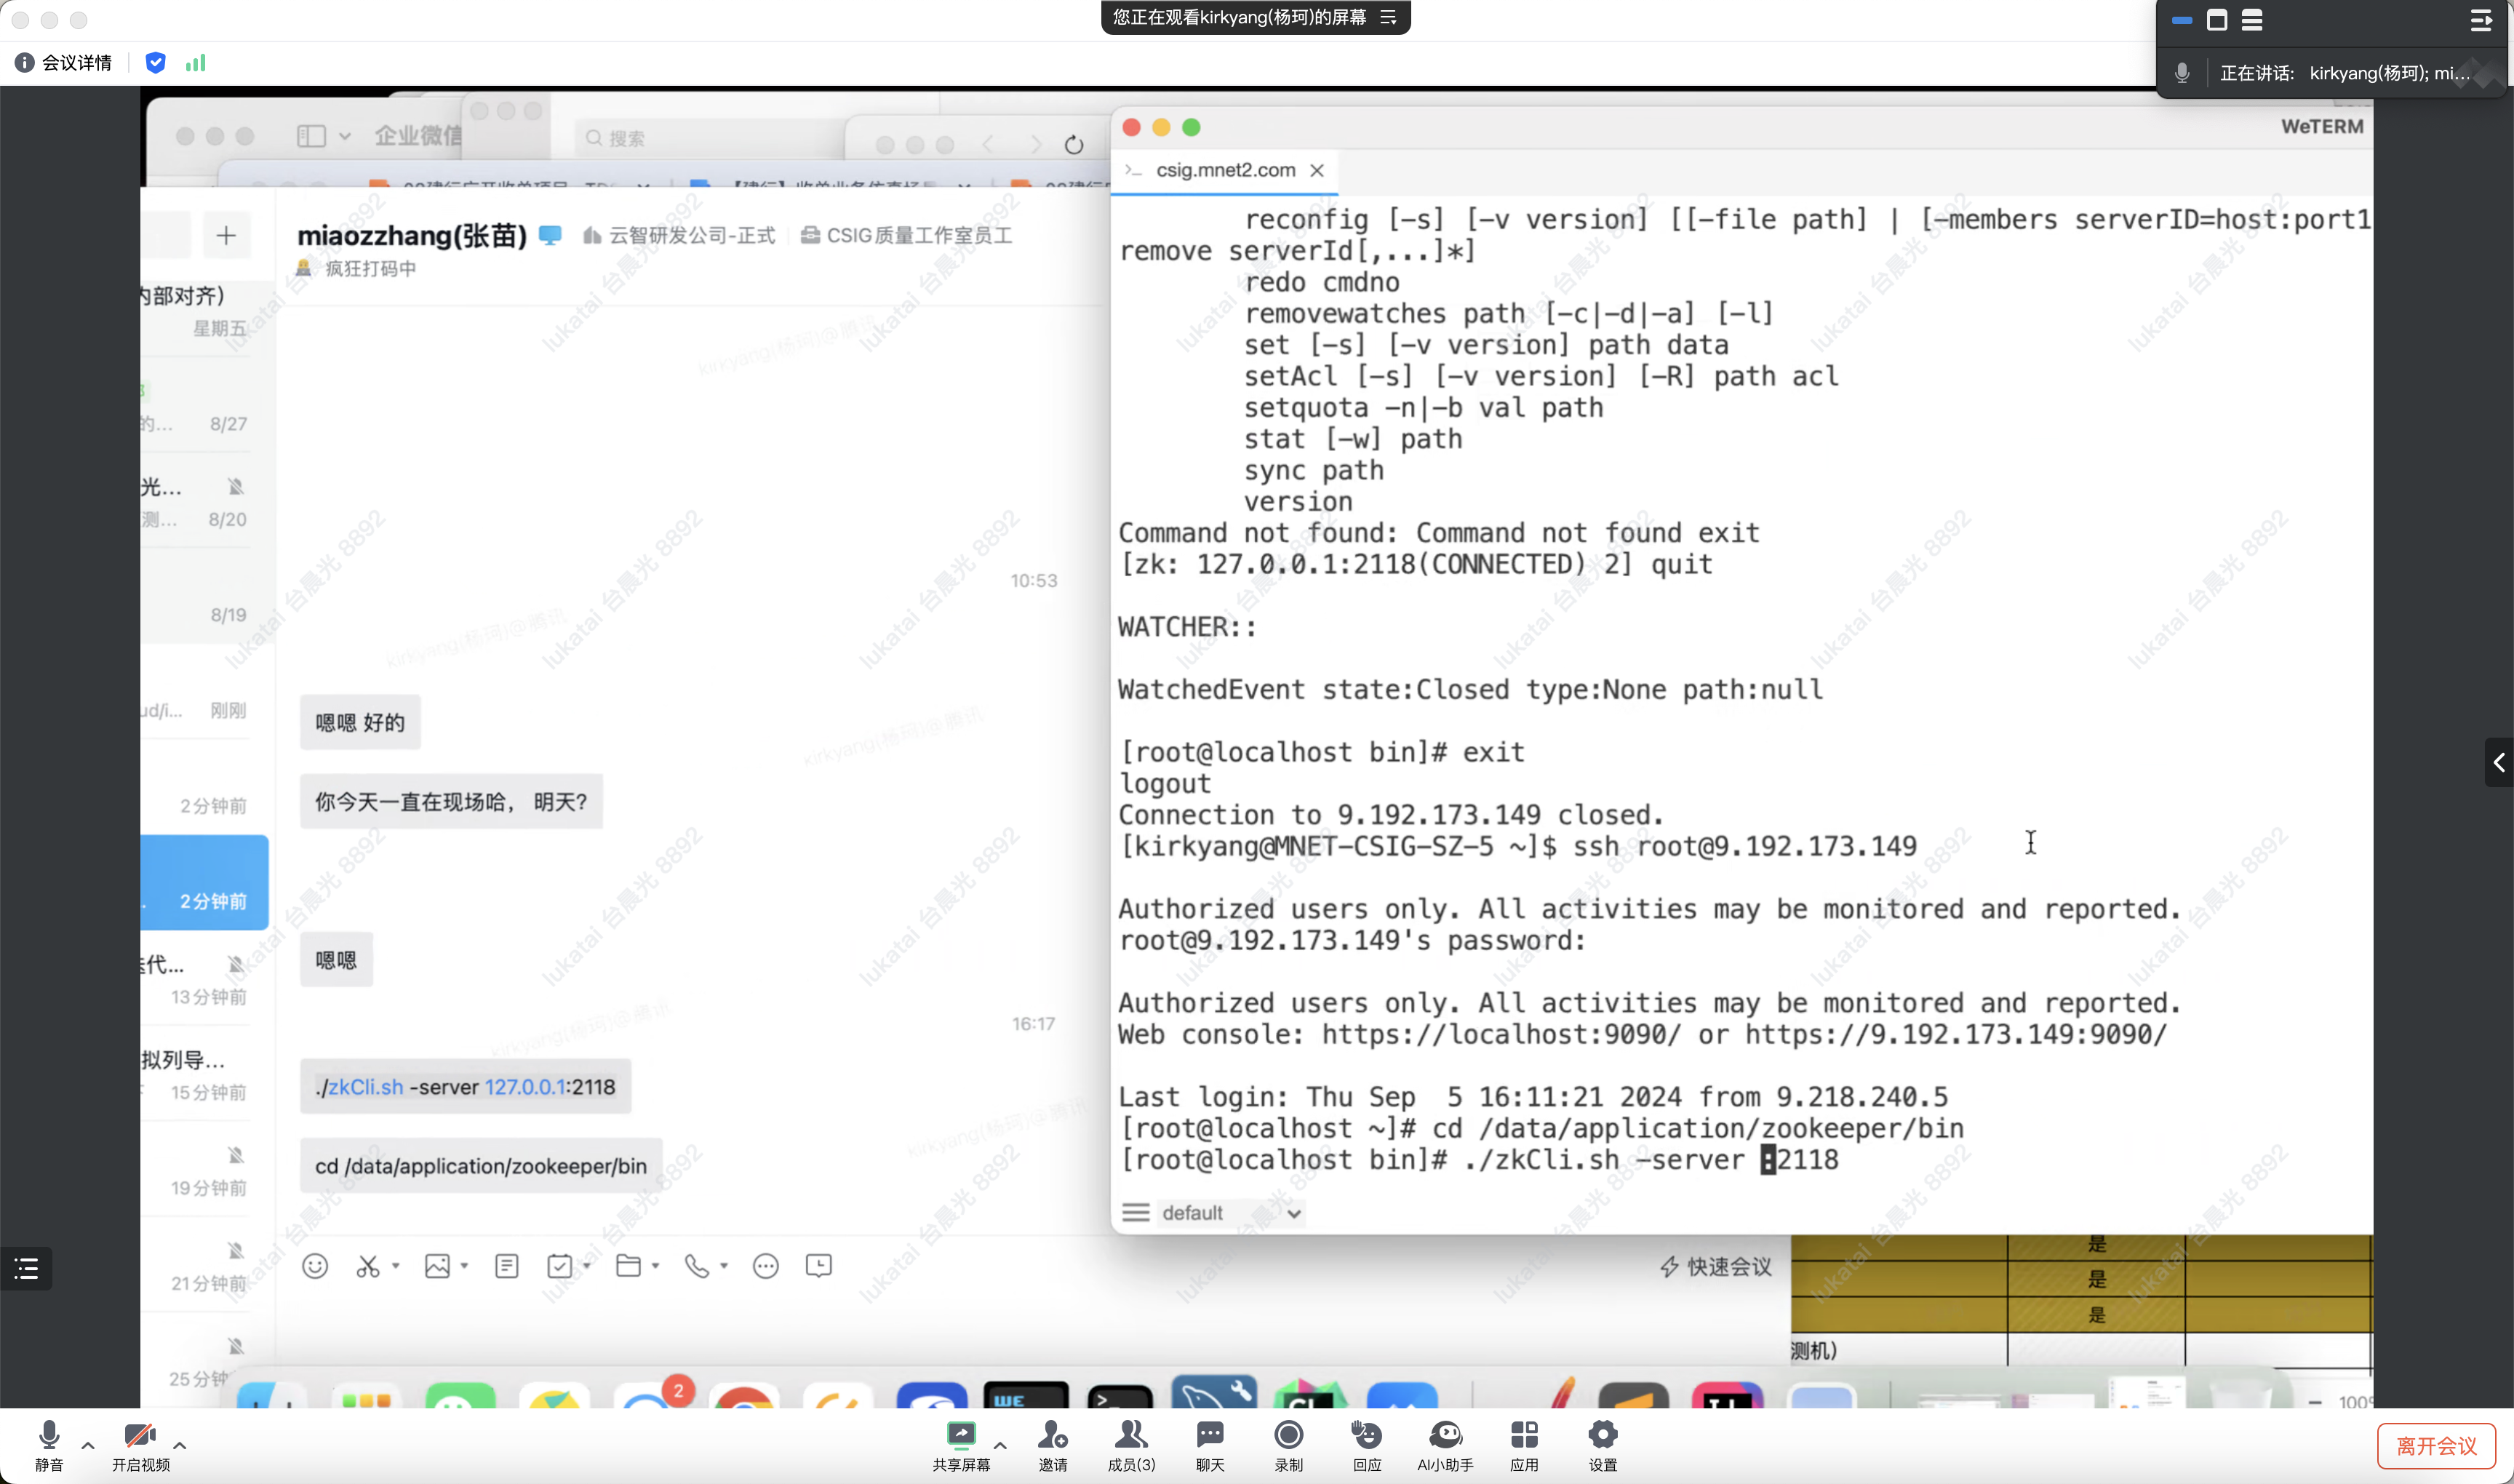 您正在观看kirkyang(杨珂)的屏幕
会议详情
正在讲话: kirkyang(杨珂); mi...
企业微信
搜索
WeTERM
csig.mnet2.com
miaozzhang(张苗)
云智研发公司-正式
CSIG质量工作室员工
疯狂打码中
内部对齐)
星期五
的... 8/27
光...
测... 8/20
8/19
ud/i... 刚刚
2分钟前
2分钟前
13分钟前
拟列导...
15分钟前
19分钟前
21分钟前
25分钟
10:53
嗯嗯 好的
你今天一直在现场哈， 明天?
嗯嗯
16:17
./zkCli.sh -server 127.0.0.1:2118
cd /data/application/zookeeper/bin
快速会议
reconfig [-s] [-v version] [[-file path] | [-members serverID=host:port1
remove serverId[,...]*]
redo cmdno
removewatches path [-c|-d|-a] [-l]
set [-s] [-v version] path data
setAcl [-s] [-v version] [-R] path acl
setquota -n|-b val path
stat [-w] path
sync path
version
Command not found: Command not found exit
[zk: 127.0.0.1:2118(CONNECTED) 2] quit
WATCHER::
WatchedEvent state:Closed type:None path:null
[root@localhost bin]# exit
logout
Connection to 9.192.173.149 closed.
[kirkyang@MNET-CSIG-SZ-5 ~]$ ssh root@9.192.173.149
Authorized users only. All activities may be monitored and reported.
root@9.192.173.149's password:
Authorized users only. All activities may be monitored and reported.
Web console: https://localhost:9090/ or https://9.192.173.149:9090/
Last login: Thu Sep  5 16:11:21 2024 from 9.218.240.5
[root@localhost ~]# cd /data/application/zookeeper/bin
[root@localhost bin]# ./zkCli.sh -server :2118
default
是
是
是
测机)
2
lukatai 台晨光 8892
kirkyang(杨珂)@腾讯
静音
开启视频
共享屏幕
邀请
成员(3)
聊天
录制
回应
AI小助手
应用
设置
离开会议